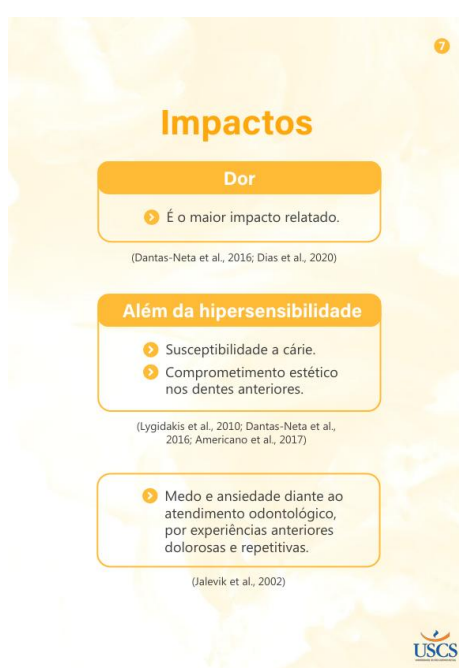 7
Impactos
Dor
É o maior impacto relatado.
(Dantas-Neta et al., 2016; Dias et al., 2020)
Além da hipersensibilidade
Susceptibilidade a cárie.
Comprometimento estético
nos dentes anteriores.
(Lygidakis et al., 2010; Dantas-Neta et al.,
2016; Americano et al., 2017)
Medo e ansiedade diante ao
atendimento odontológico,
por experiências anteriores
dolorosas e repetitivas.
(Jalevik et al., 2002)
USCS